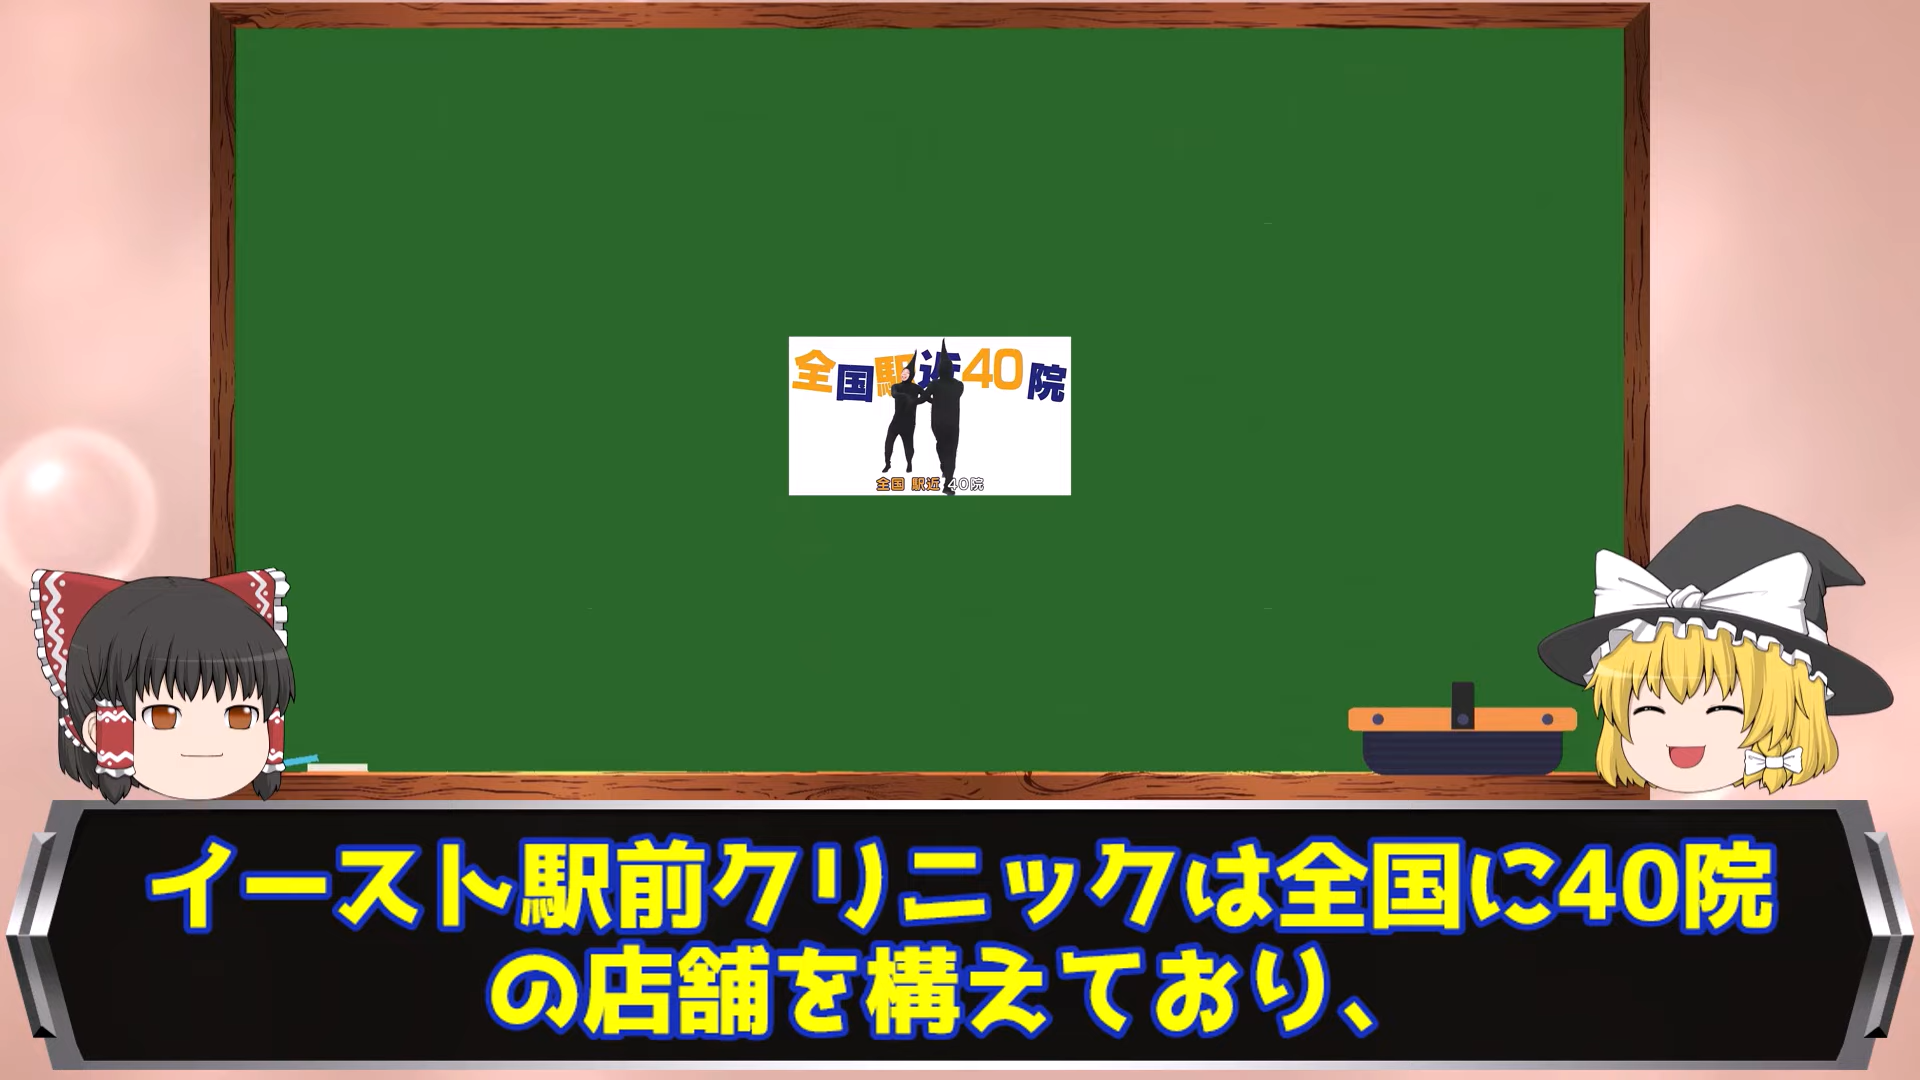 全国駅近40院
全国 駅近 40院
イースト駅前クリニックは全国に40院
の店舗を構えており、